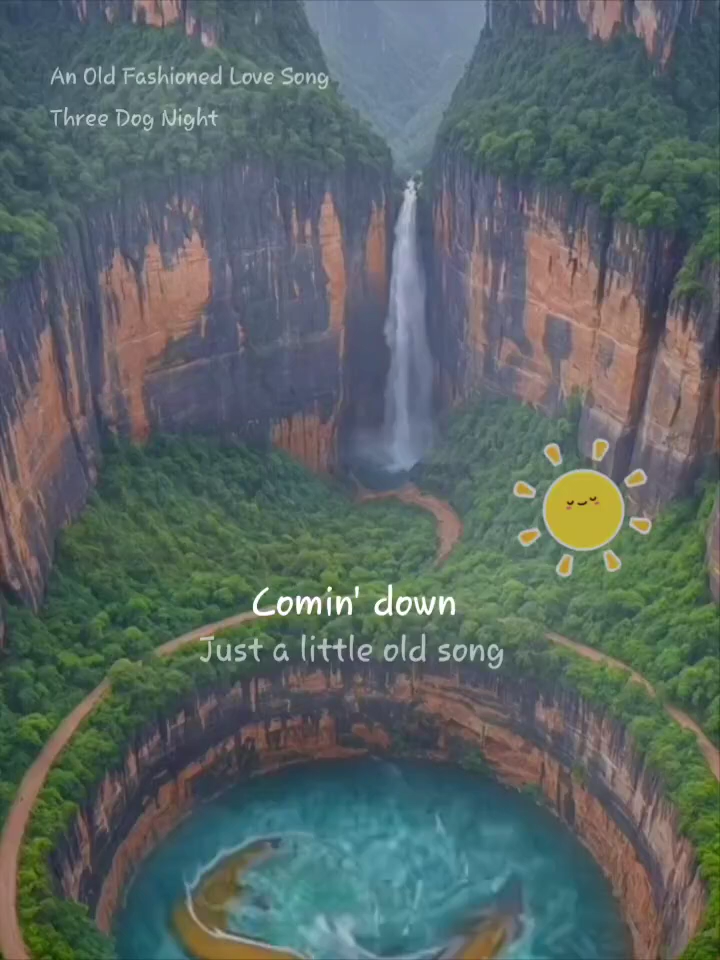 An Old Fashioned Love Song
Three Dog Night
Comin' down
Just a little old song